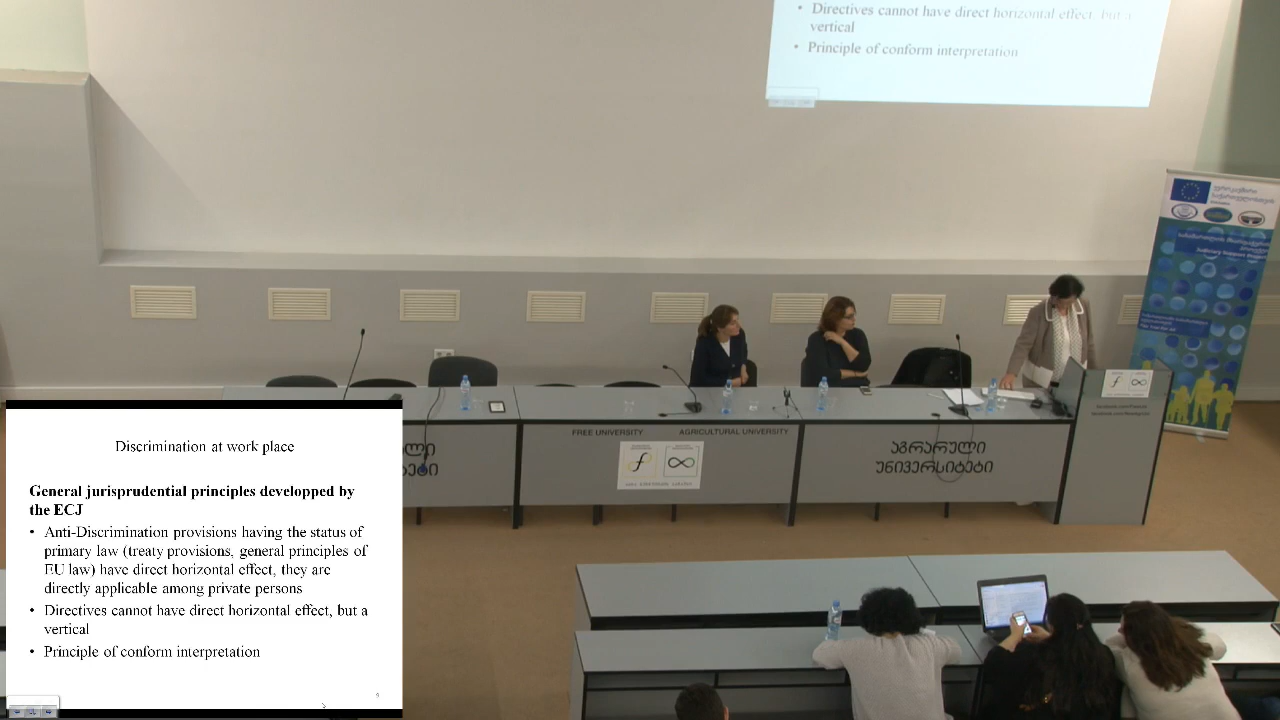 Directives cannot have direct horizontal effect, but a
vertical
Principle of conform interpretation
FREE UNIVERSITY
AGRICULTURAL UNIVERSITY
აგრარული
უნივერსიტეტი
Discrimination at work place
General jurisprudential principles developped by
the ECJ
Anti-Discrimination provisions having the status of
primary law (treaty provisions, general principles of
EU law) have direct horizontal effect, they are
directly applicable among private persons
Directives cannot have direct horizontal effect, but a
vertical
Principle of conform interpretation
9